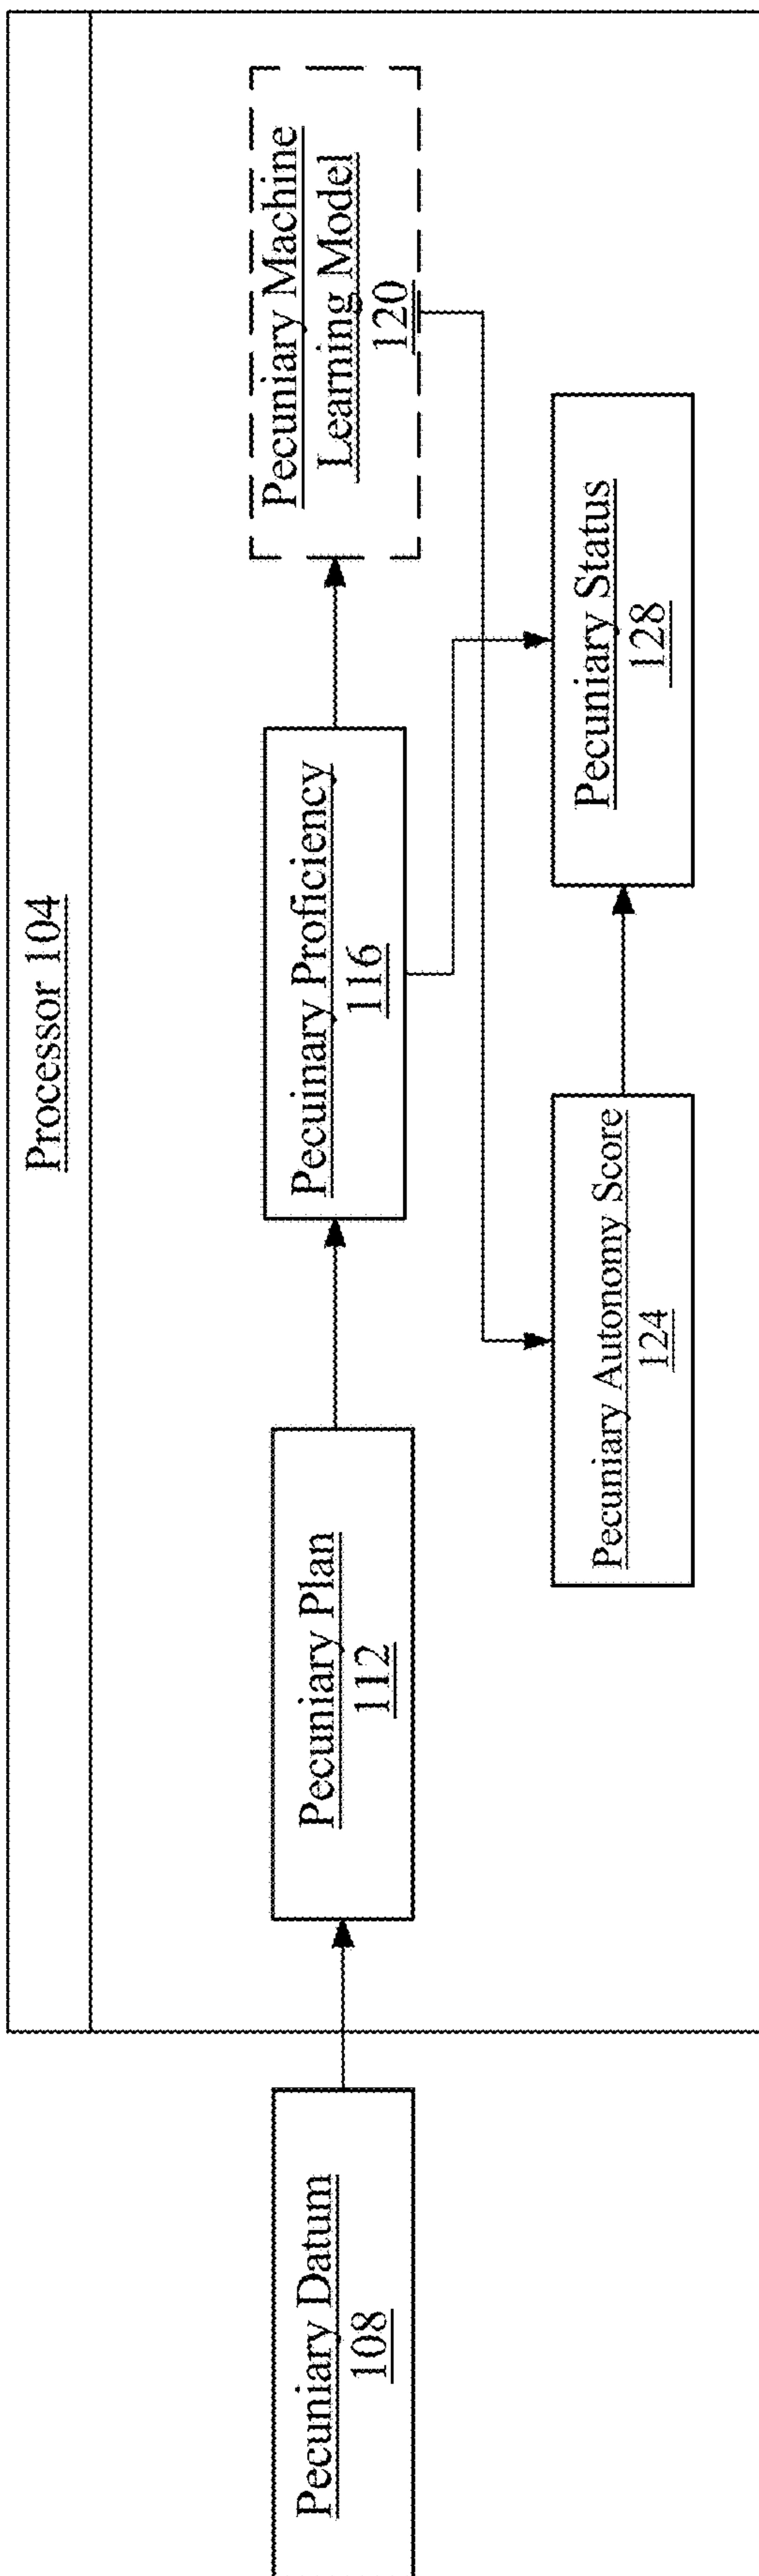 Processor 104
Pecuniary Datum
108
Pecuniary Plan
112
Pecuinary Proficiency
116
Pecuniary Machine
Learning Model
120
Pecuniary Autonomy Score
124
Pecuniary Status
128